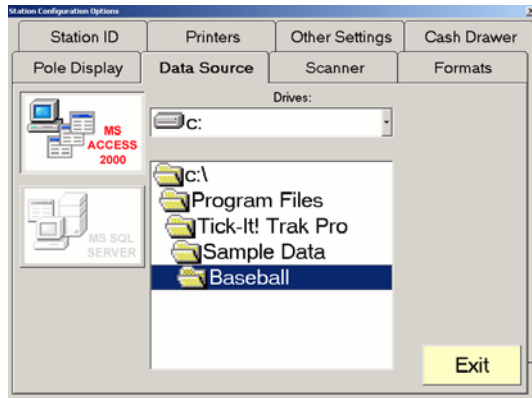 Station Configuration Options
Station ID
Printers
Other Settings
Cash Drawer
Pole Display
Data Source
Scanner
Formats
MS
ACCESS
2000
MS SQL
SERVER
Drives:
c:
c:\
Program Files
Tick-It! Trak Pro
Sample Data
Baseball
Exit